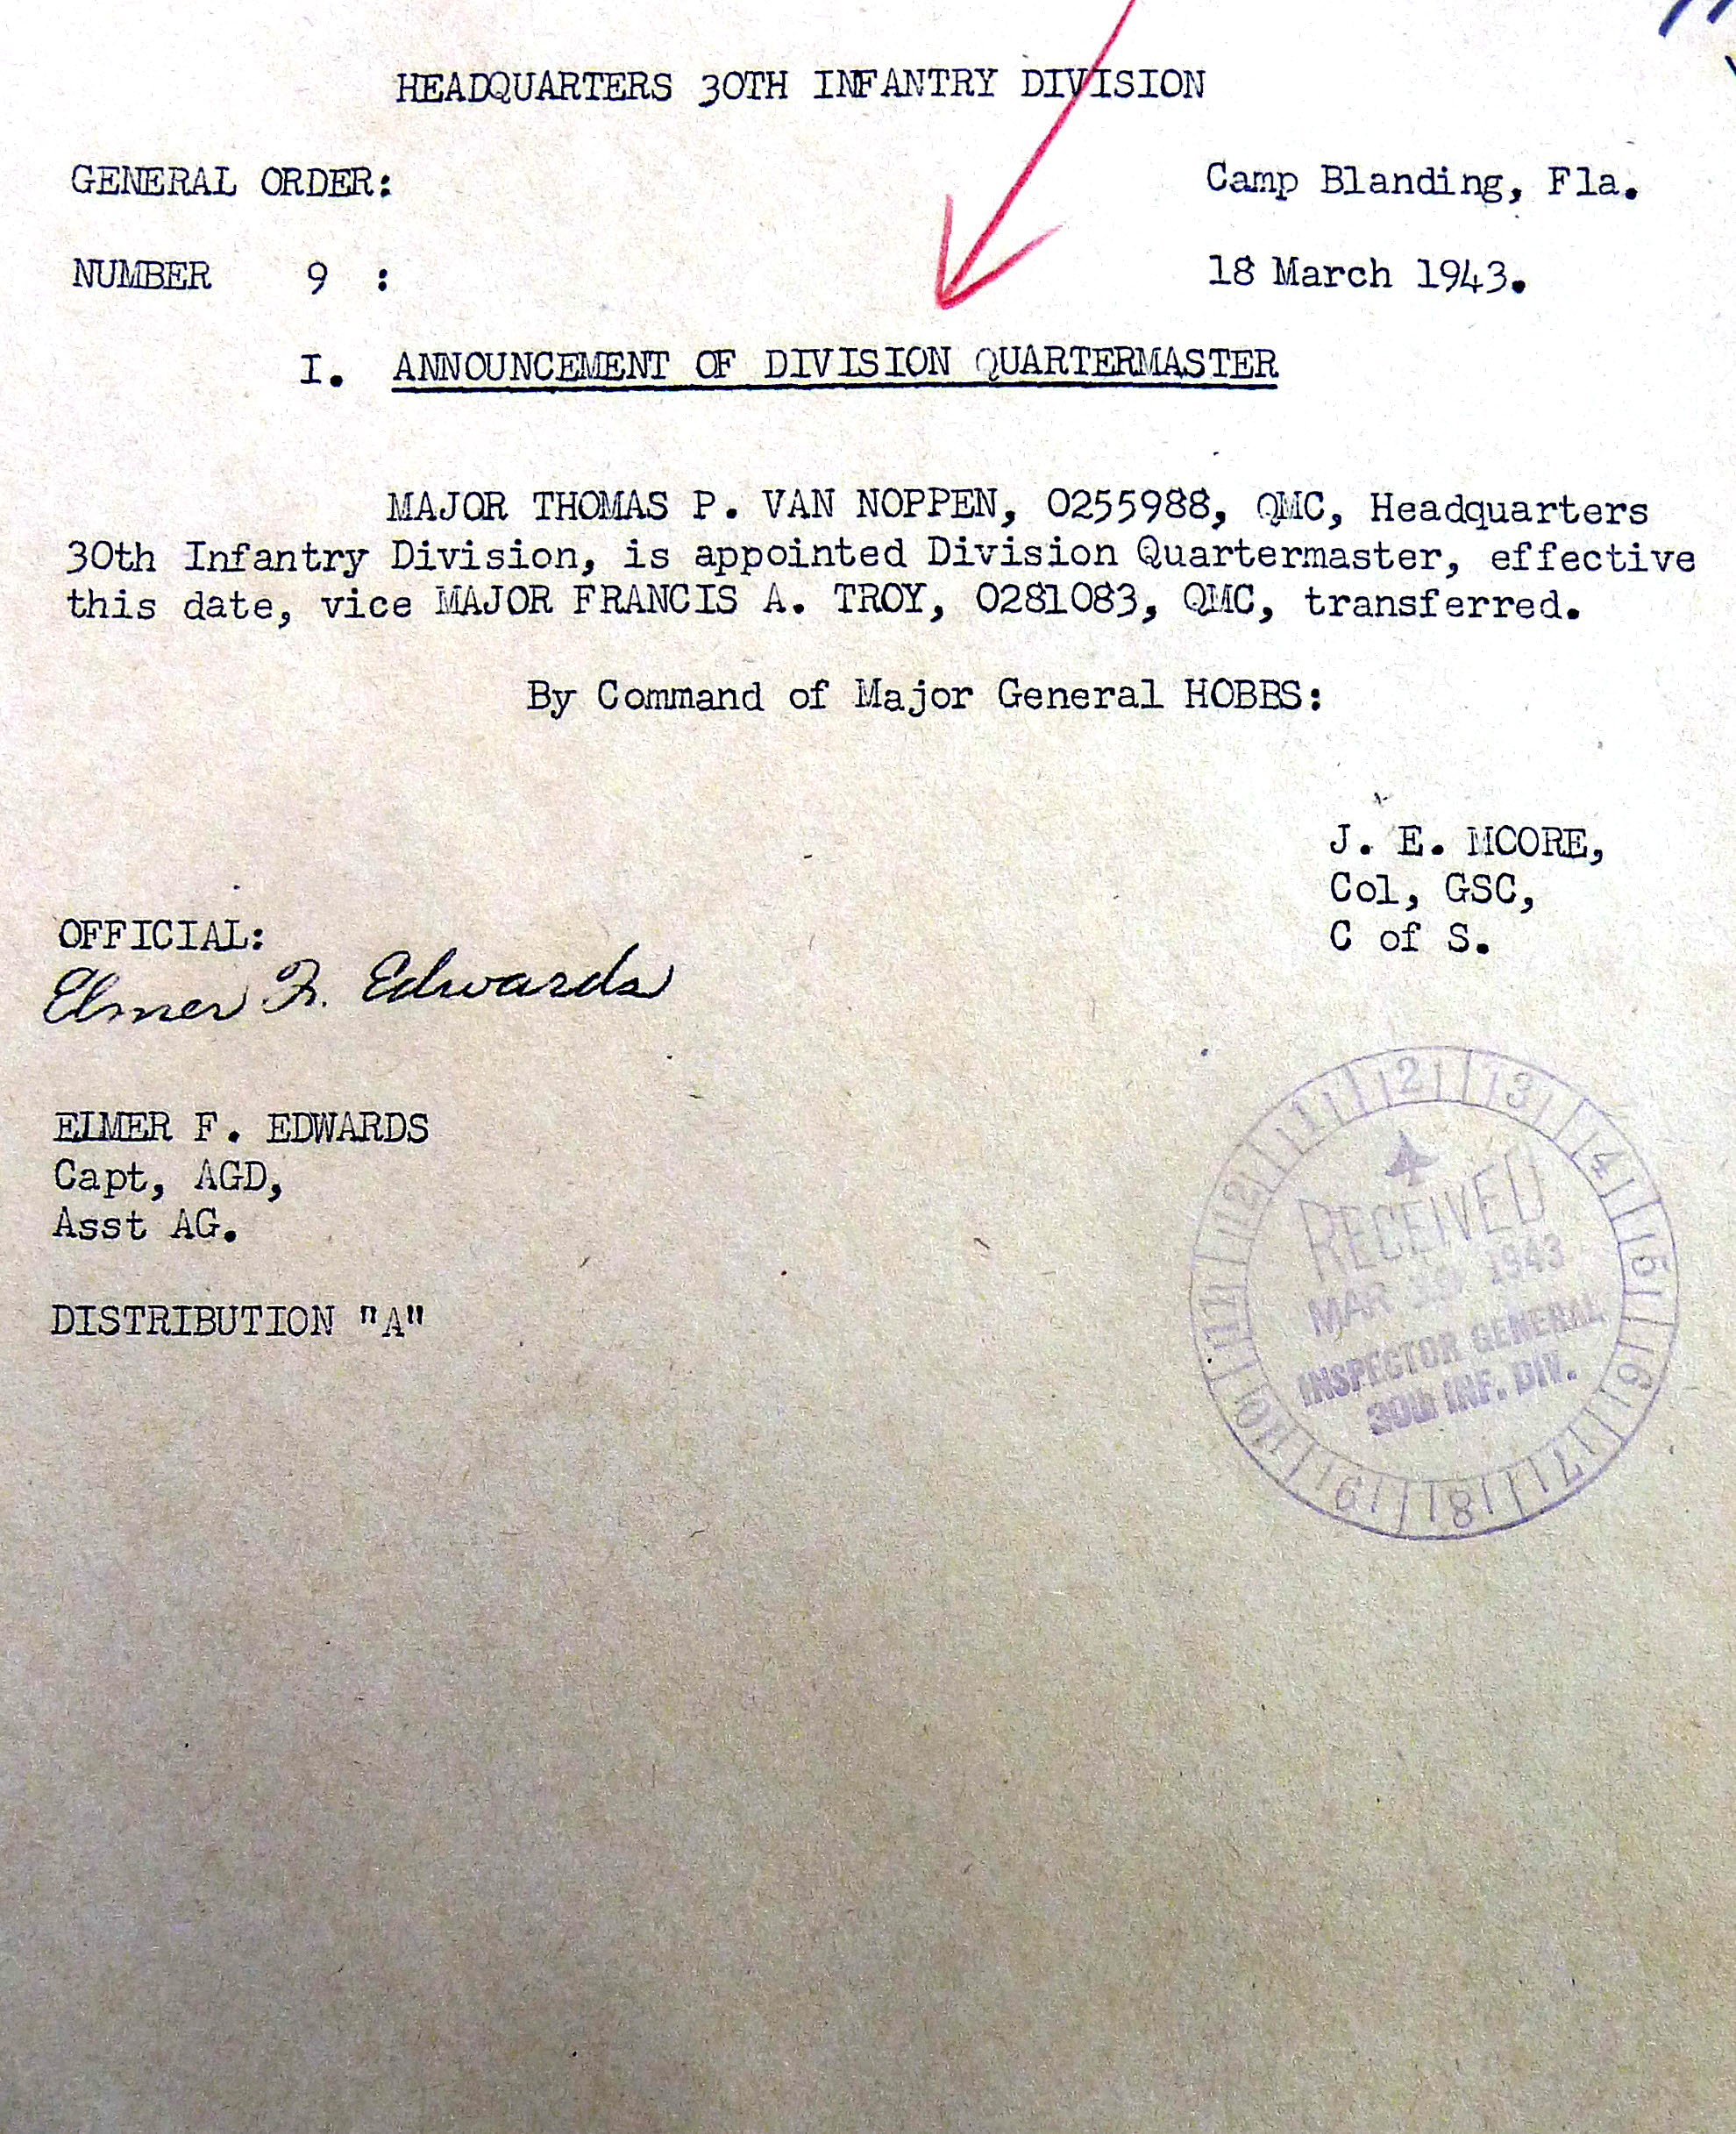 HEADQUARTERS 30TH INFANTRY DIVISION
GENERAL ORDER: Camp Blanding, Fla.
NUMBER 9 : 18 March 1943.
I. ANNOUNCEMENT OF DIVISION QUARTERMASTER
MAJOR THOMAS P. VAN NOPPEN, 0255988, QMC, Headquarters
30th Infantry Division, is appointed Division Quartermaster, effective
this date, vice MAJOR FRANCIS A. TROY, 0281083, QMC, transferred.
By Command of Major General HOBBS:
J. E. MOORE,
Col, GSC,
C of S.
OFFICIAL:
Elmer F. Edwards
ELMER F. EDWARDS
Capt, AGD,
Asst AG.
DISTRIBUTION "A"
12 1 2 3 4 5 6 7 8 9 10 11
RECEIVED
MAR 1943
INSPECTOR GENERAL
30th INF. DIV.